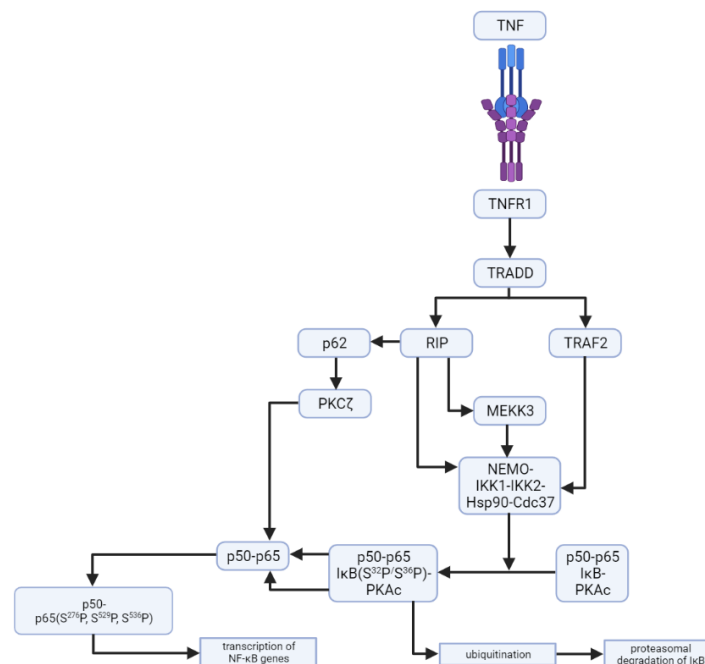 TNF
TNFR1
TRADD
p62
RIP
TRAF2
PKCζ
MEKK3
NEMO-
IKK1-IKK2-
Hsp90-Cdc37
p50-p65
p50-p65
IκB(S³²P/S³⁶P)-
PKAc
p50-p65
IκB-
PKAc
p50-
p65(S²⁷⁶P, S⁵²⁹P, S⁵³⁶P)
transcription of
NF-κB genes
ubiquitination
proteasomal
degradation of IκB